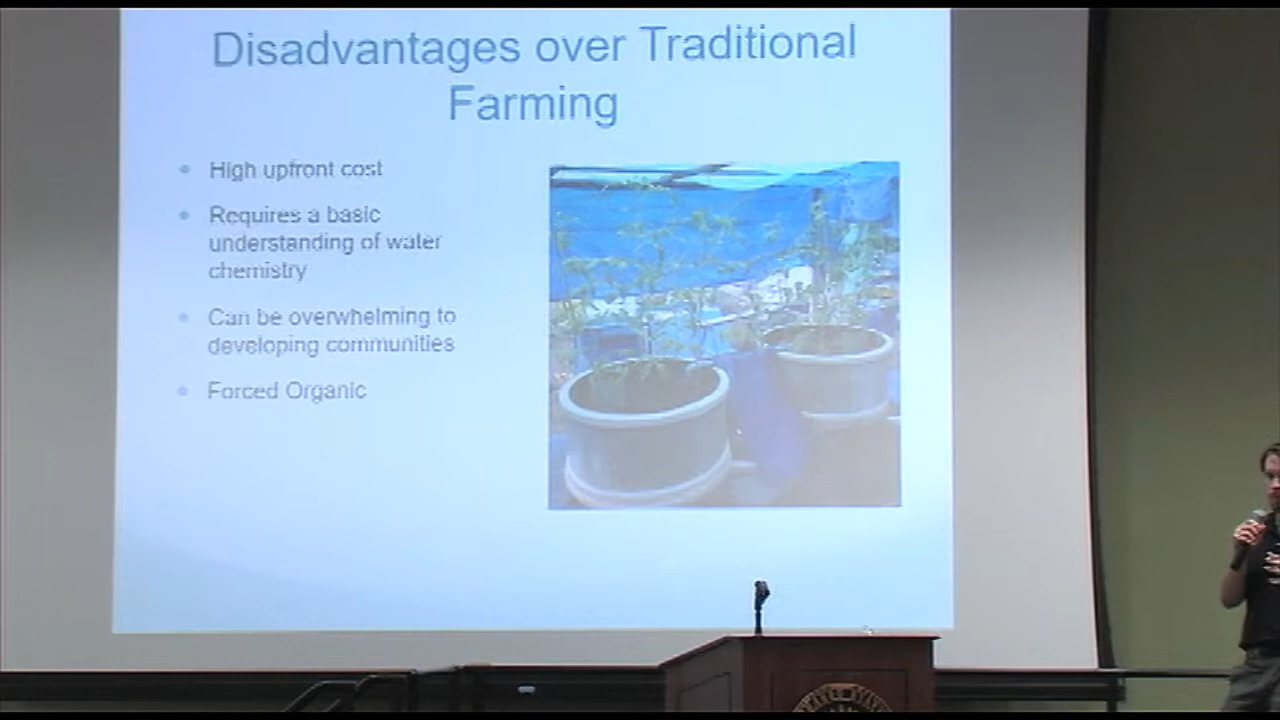 Disadvantages over Traditional
Farming
High upfront cost
Requires a basic
understanding of water
chemistry
Can be overwhelming to
developing communities
Forced Organic